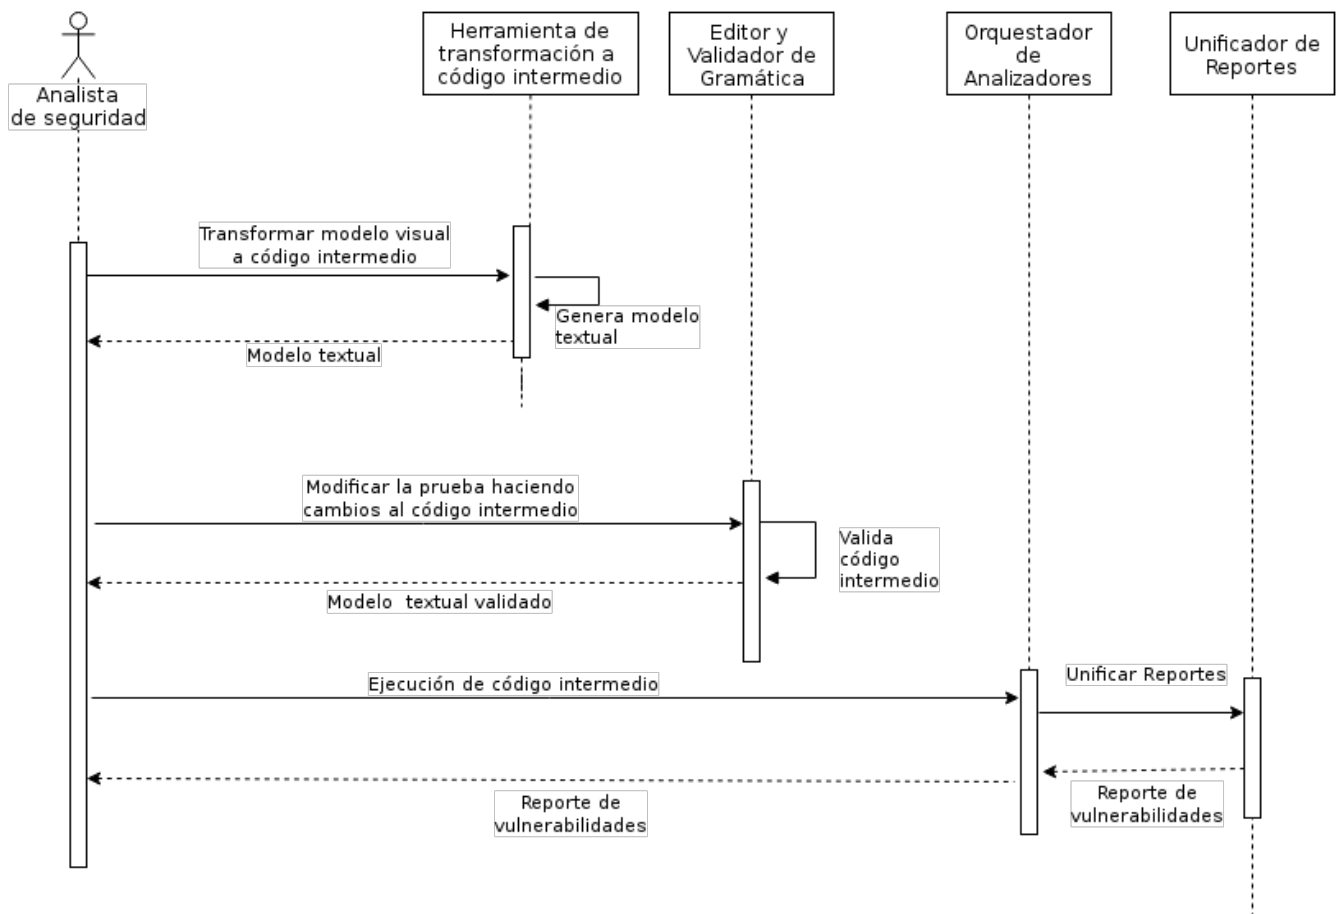 Analista
de seguridad
Herramienta de
transformación a
código intermedio
Editor y
Validador de
Gramática
Orquestador
de
Analizadores
Unificador de
Reportes
Transformar modelo visual
a código intermedio
Genera modelo
textual
Modelo textual
Modificar la prueba haciendo
cambios al código intermedio
Valida
código
intermedio
Modelo  textual validado
Ejecución de código intermedio
Unificar Reportes
Reporte de
vulnerabilidades
Reporte de
vulnerabilidades